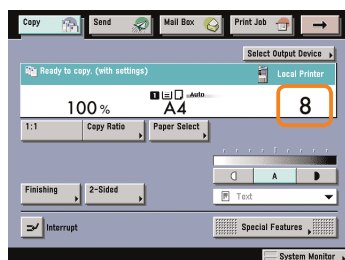 Copy Send Mail Box Print Job
Select Output Device
Ready to copy. (with settings) Local Printer
Auto
100 % A4 8
1:1 Copy Ratio Paper Select
A
Finishing 2-Sided Text
Interrupt Special Features
System Monitor